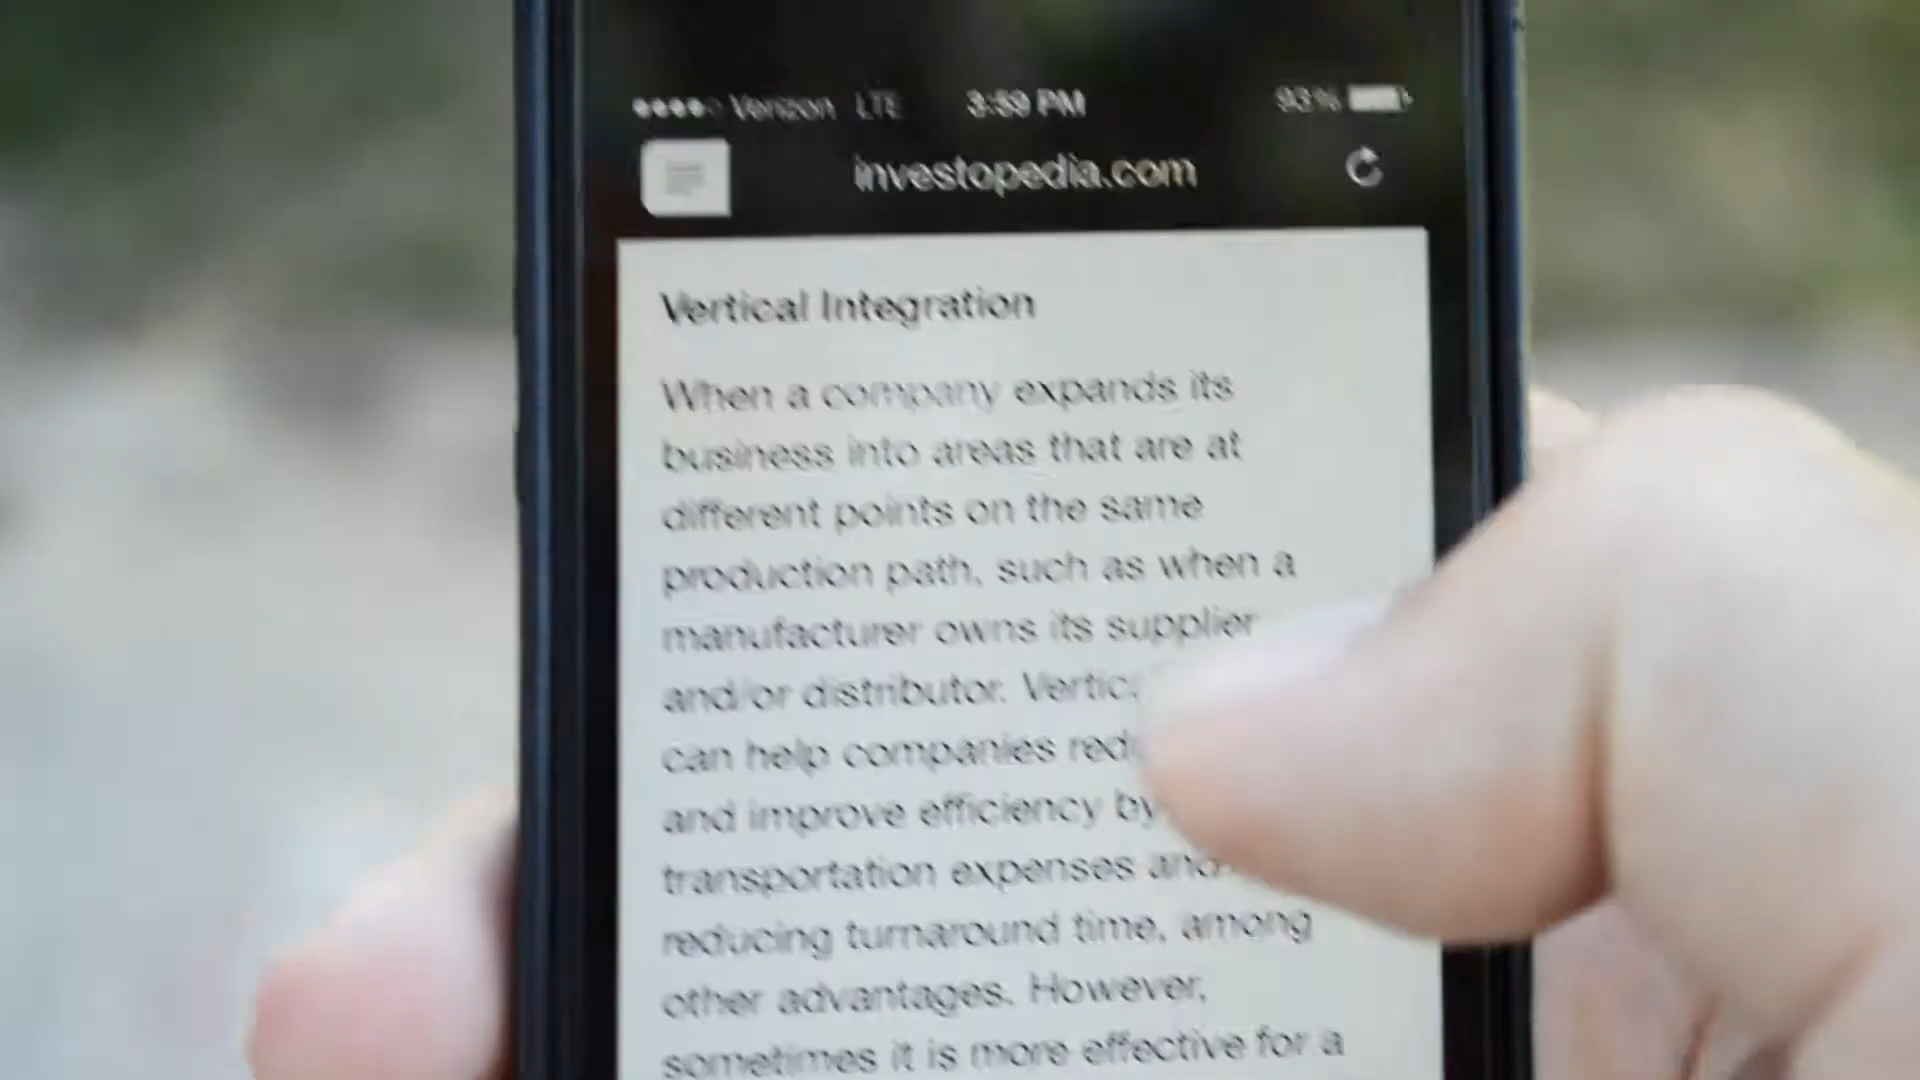 Verizon LTE 3:59 PM 93%
investopedia.com
Vertical Integration
When a company expands its
business into areas that are at
different points on the same
production path, such as when a
manufacturer owns its supplier
and/or distributor.
can help companies
and improve efficiency by
transportation expenses and
reducing turnaround time, among
other advantages. However,
sometimes it is more effective for a